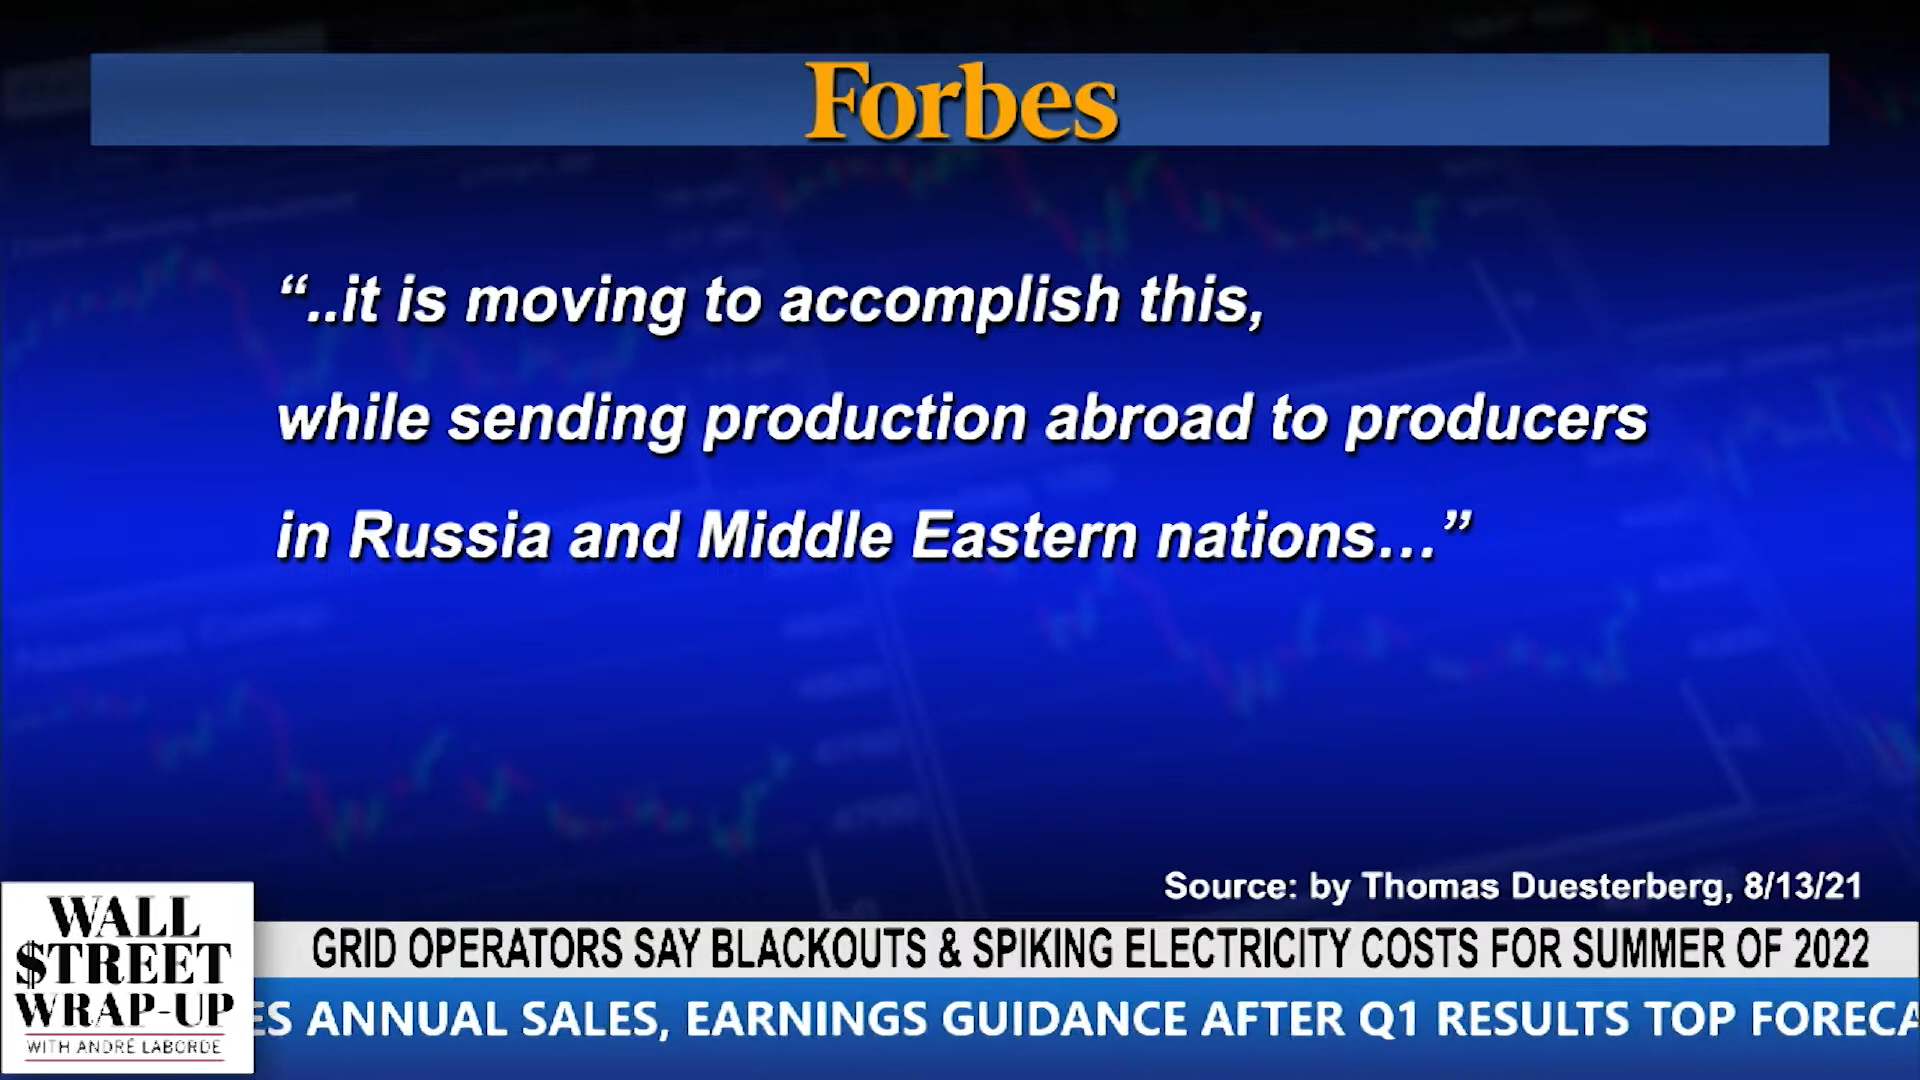 Forbes
“..it is moving to accomplish this,
while sending production abroad to producers
in Russia and Middle Eastern nations…”
Source: by Thomas Duesterberg, 8/13/21
WALL
$TREET
WRAP-UP
WITH ANDRÉ LABORDE
GRID OPERATORS SAY BLACKOUTS & SPIKING ELECTRICITY COSTS FOR SUMMER OF 2022
ES ANNUAL SALES, EARNINGS GUIDANCE AFTER Q1 RESULTS TOP FORECA